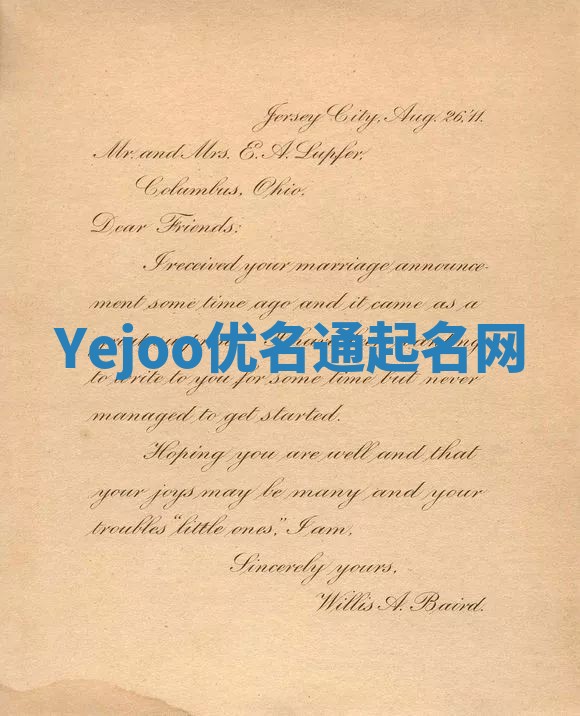 Jersey City, Aug. 26, '11.
Mr. and Mrs. E. A. Lupfer,
Columbus, Ohio.
Dear Friends:
I received your marriage announce-
ment some time ago and it came as a
Yejoo优名通起名网
to write to you for some time but never
managed to get started.
Hoping you are well and that
your joys may be many and your
troubles "little ones," I am,
Sincerely yours,
Willis A. Baird.